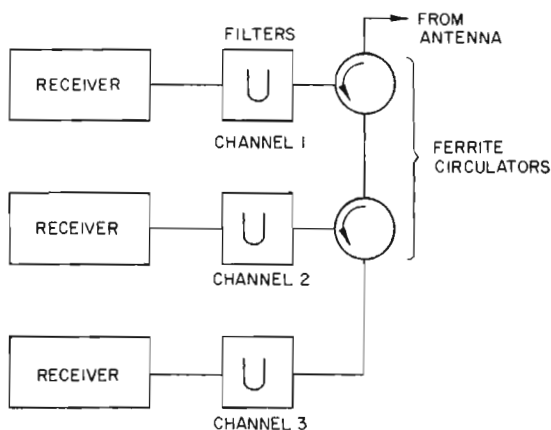 FROM
ANTENNA
FILTERS
RECEIVER
CHANNEL 1
FERRITE
CIRCULATORS
RECEIVER
CHANNEL 2
RECEIVER
CHANNEL 3